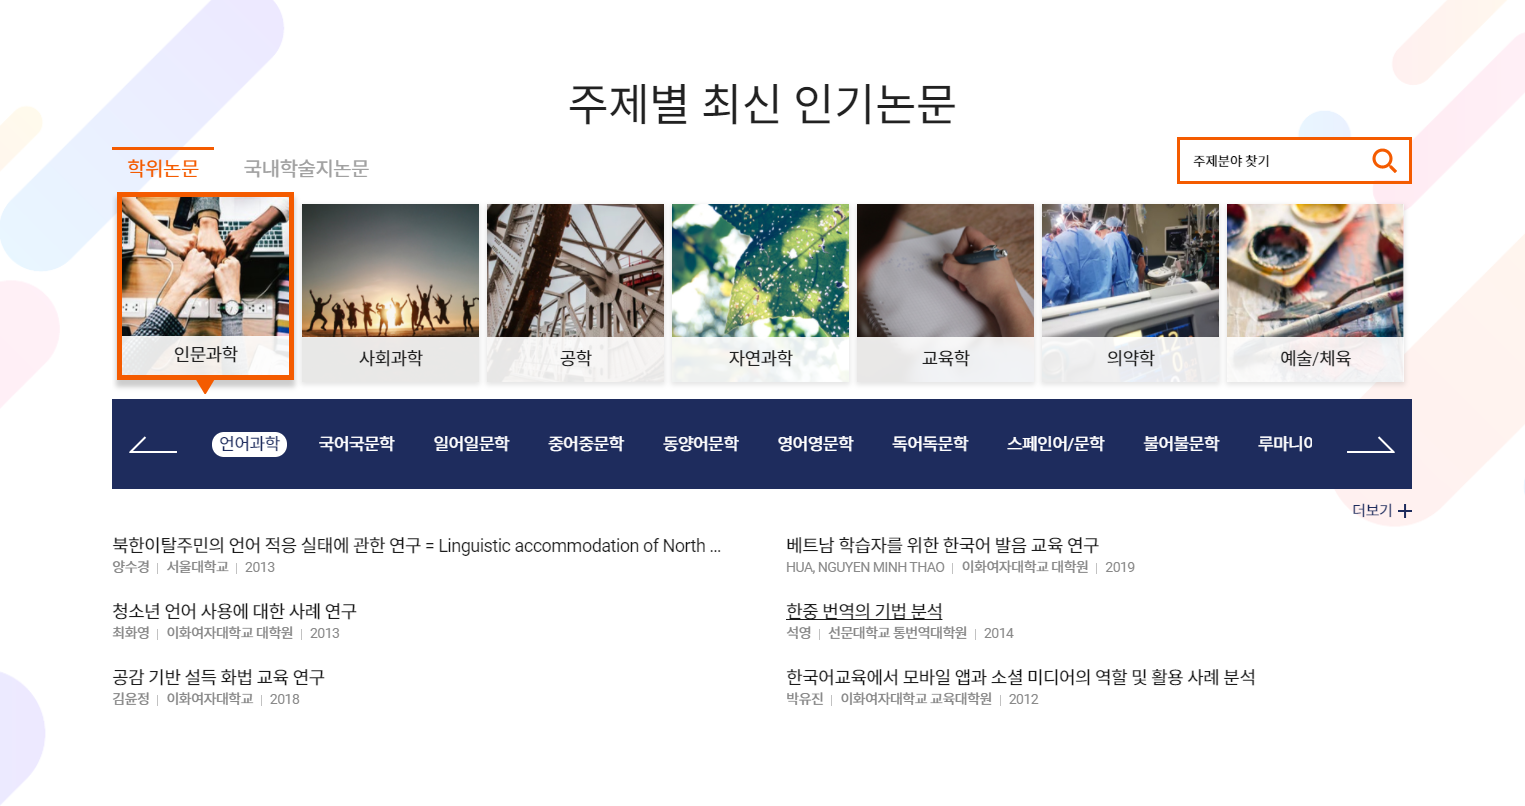 주제별 최신 인기논문
학위논문 국내학술지논문
주제분야 찾기
인문과학 사회과학 공학 자연과학 교육학 의약학 예술/체육
언어과학 국어국문학 일어일문학 중어중문학 동양어문학 영어영문학 독어독문학 스페인어/문학 불어불문학 루마니아
더보기
북한이탈주민의 언어 적응 실태에 관한 연구 = Linguistic accommodation of North ...
양수경 | 서울대학교 | 2013
베트남 학습자를 위한 한국어 발음 교육 연구
HUA, NGUYEN MINH THAO | 이화여자대학교 대학원 | 2019
청소년 언어 사용에 대한 사례 연구
최화영 | 이화여자대학교 대학원 | 2013
한중 번역의 기법 분석
석영 | 선문대학교 통번역대학원 | 2014
공감 기반 설득 화법 교육 연구
김윤정 | 이화여자대학교 | 2018
한국어교육에서 모바일 앱과 소셜 미디어의 역할 및 활용 사례 분석
박유진 | 이화여자대학교 교육대학원 | 2012